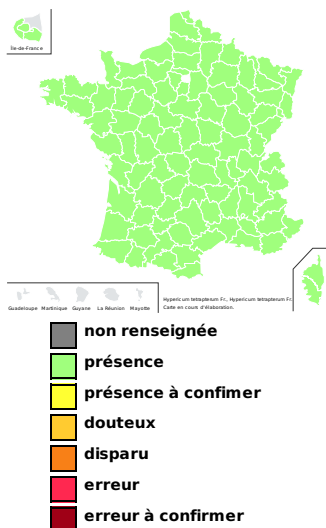 Île-de-France
Guadeloupe Martinique Guyane La Réunion Mayotte
Hypericum tetrapterum Fr., Hypericum tetrapterum Fr.
Carte en cours d'élaboration.
non renseignée
présence
présence à confimer
douteux
disparu
erreur
erreur à confirmer